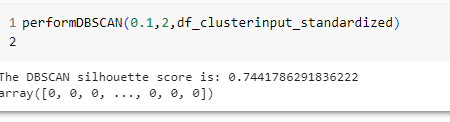 1 performDBSCAN(0.1,2,df_clusterinput_standardized)
2
The DBSCAN silhouette score is: 0.7441786291836222
array([0, 0, 0, ..., 0, 0, 0])